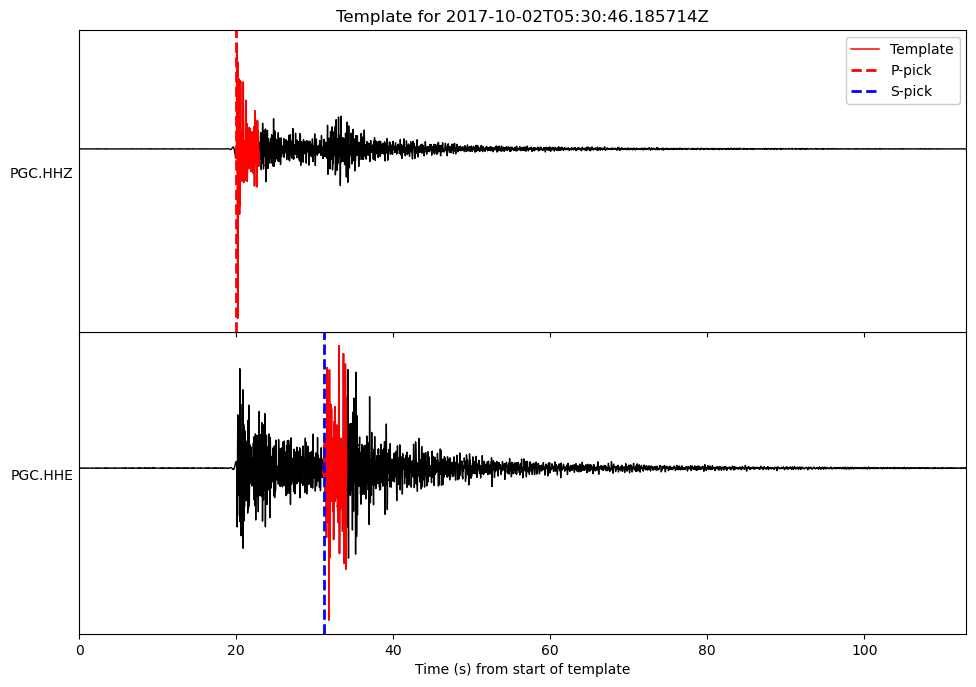 Template for 2017-10-02T05:30:46.185714Z
Template
P-pick
S-pick
PGC.HHZ
PGC.HHE
0 20 40 60 80 100
Time (s) from start of template